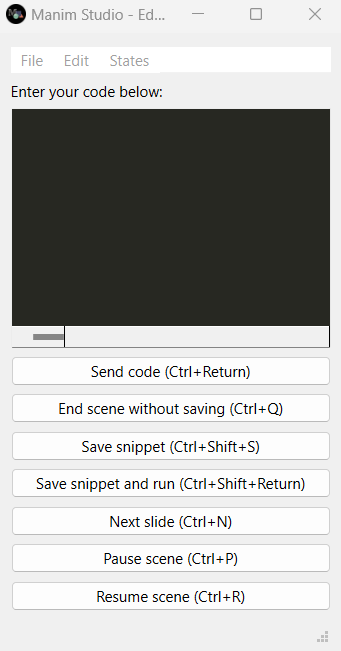 Manim Studio - Ed...
File Edit States
Enter your code below:
Send code (Ctrl+Return)
End scene without saving (Ctrl+Q)
Save snippet (Ctrl+Shift+S)
Save snippet and run (Ctrl+Shift+Return)
Next slide (Ctrl+N)
Pause scene (Ctrl+P)
Resume scene (Ctrl+R)